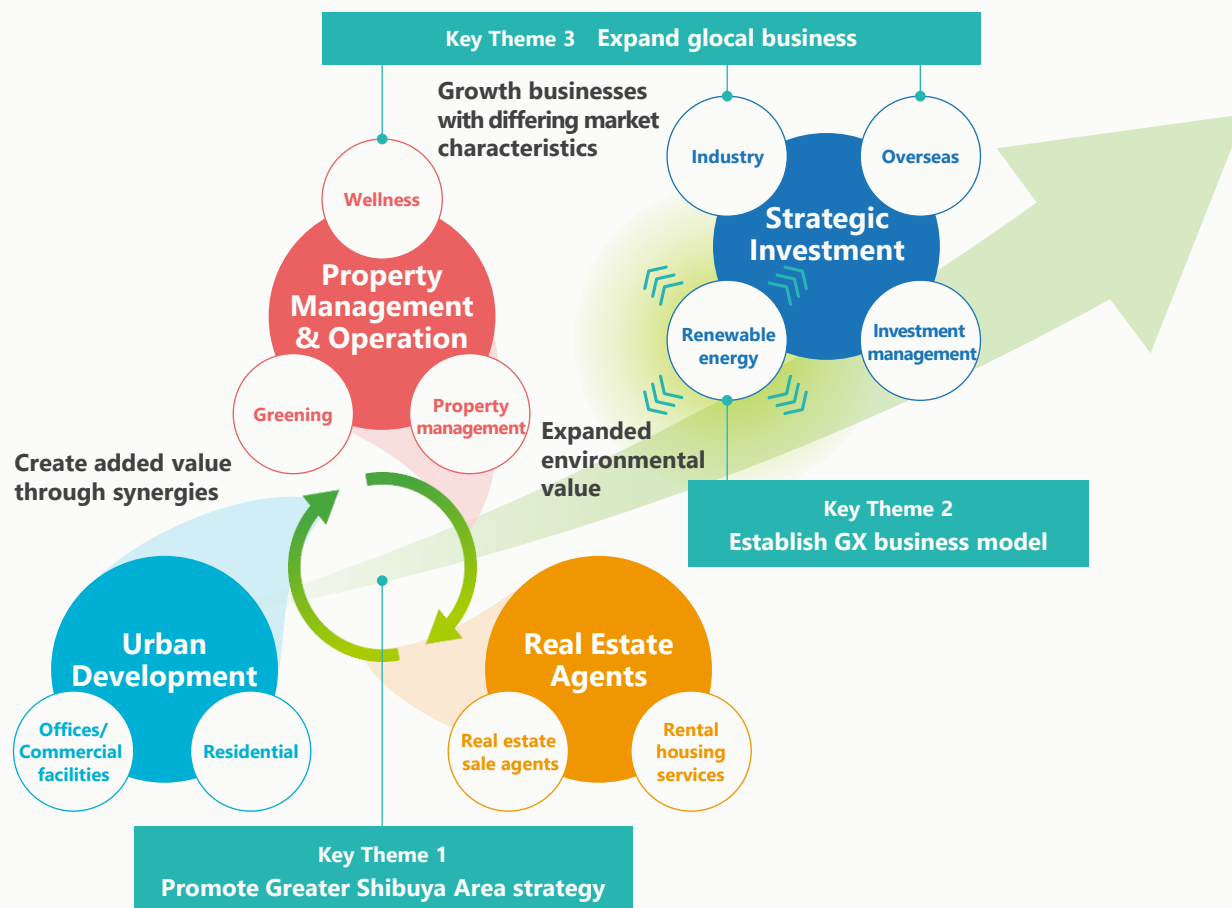 Key Theme 3 Expand glocal business
Growth businesses
with differing market
characteristics
Industry
Overseas
Wellness
Strategic
Investment
Property
Management
& Operation
Renewable
energy
Investment
management
Greening
Property
management
Create added value
through synergies
Expanded
environmental
value
Key Theme 2
Establish GX business model
Urban
Development
Offices/
Commercial
facilities
Residential
Real Estate
Agents
Real estate
sale agents
Rental
housing
services
Key Theme 1
Promote Greater Shibuya Area strategy